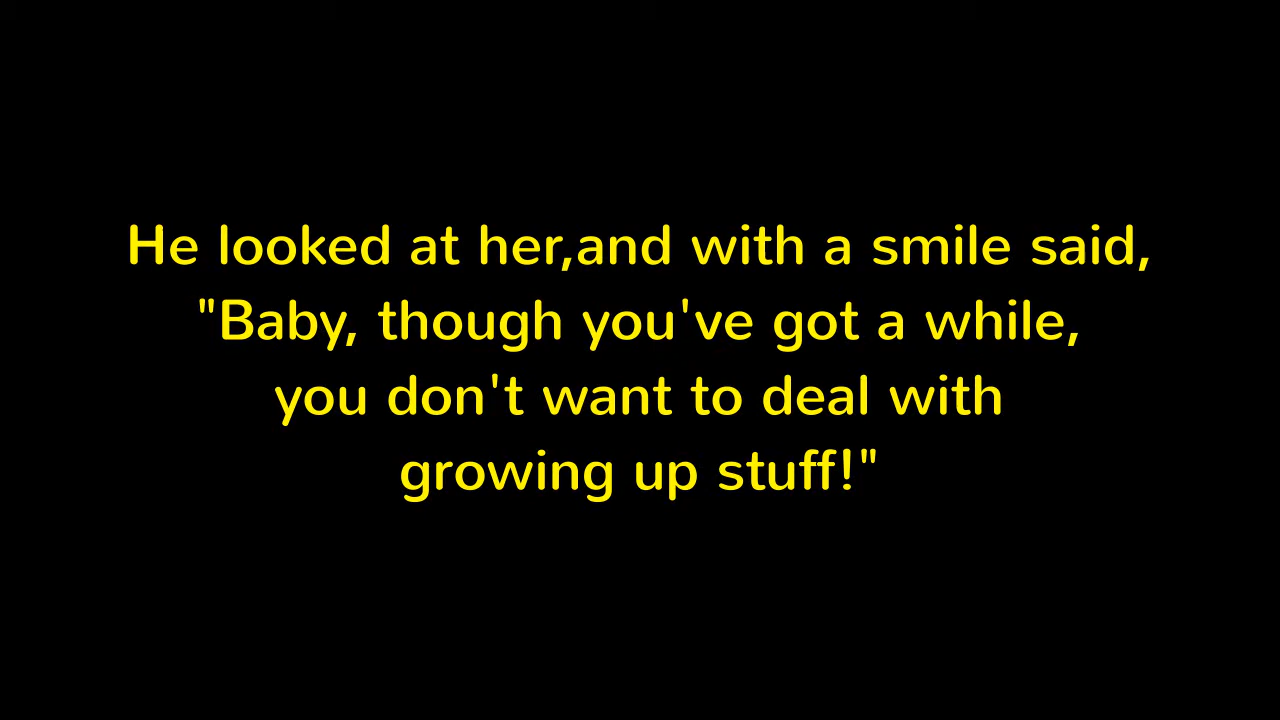 He looked at her,and with a smile said,
"Baby, though you've got a while,
you don't want to deal with
growing up stuff!"